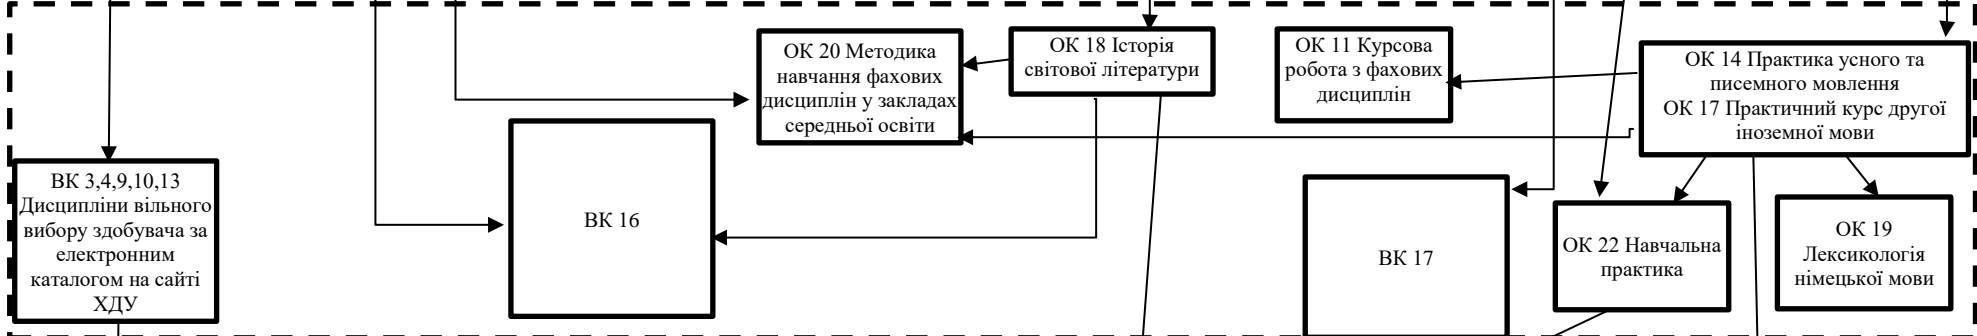 ОК 20 Методика
навчання фахових
дисциплін у закладах
середньої освіти
ОК 18 Історія
світової літератури
ОК 11 Курсова
робота з фахових
дисциплін
ОК 14 Практика усного та
писемного мовлення
ОК 17 Практичний курс другої
іноземної мови
ВК 3,4,9,10,13
Дисципліни вільного
вибору здобувача за
електронним
каталогом на сайті
ХДУ
ВК 16
ВК 17
ОК 22 Навчальна
практика
ОК 19
Лексикологія
німецької мови